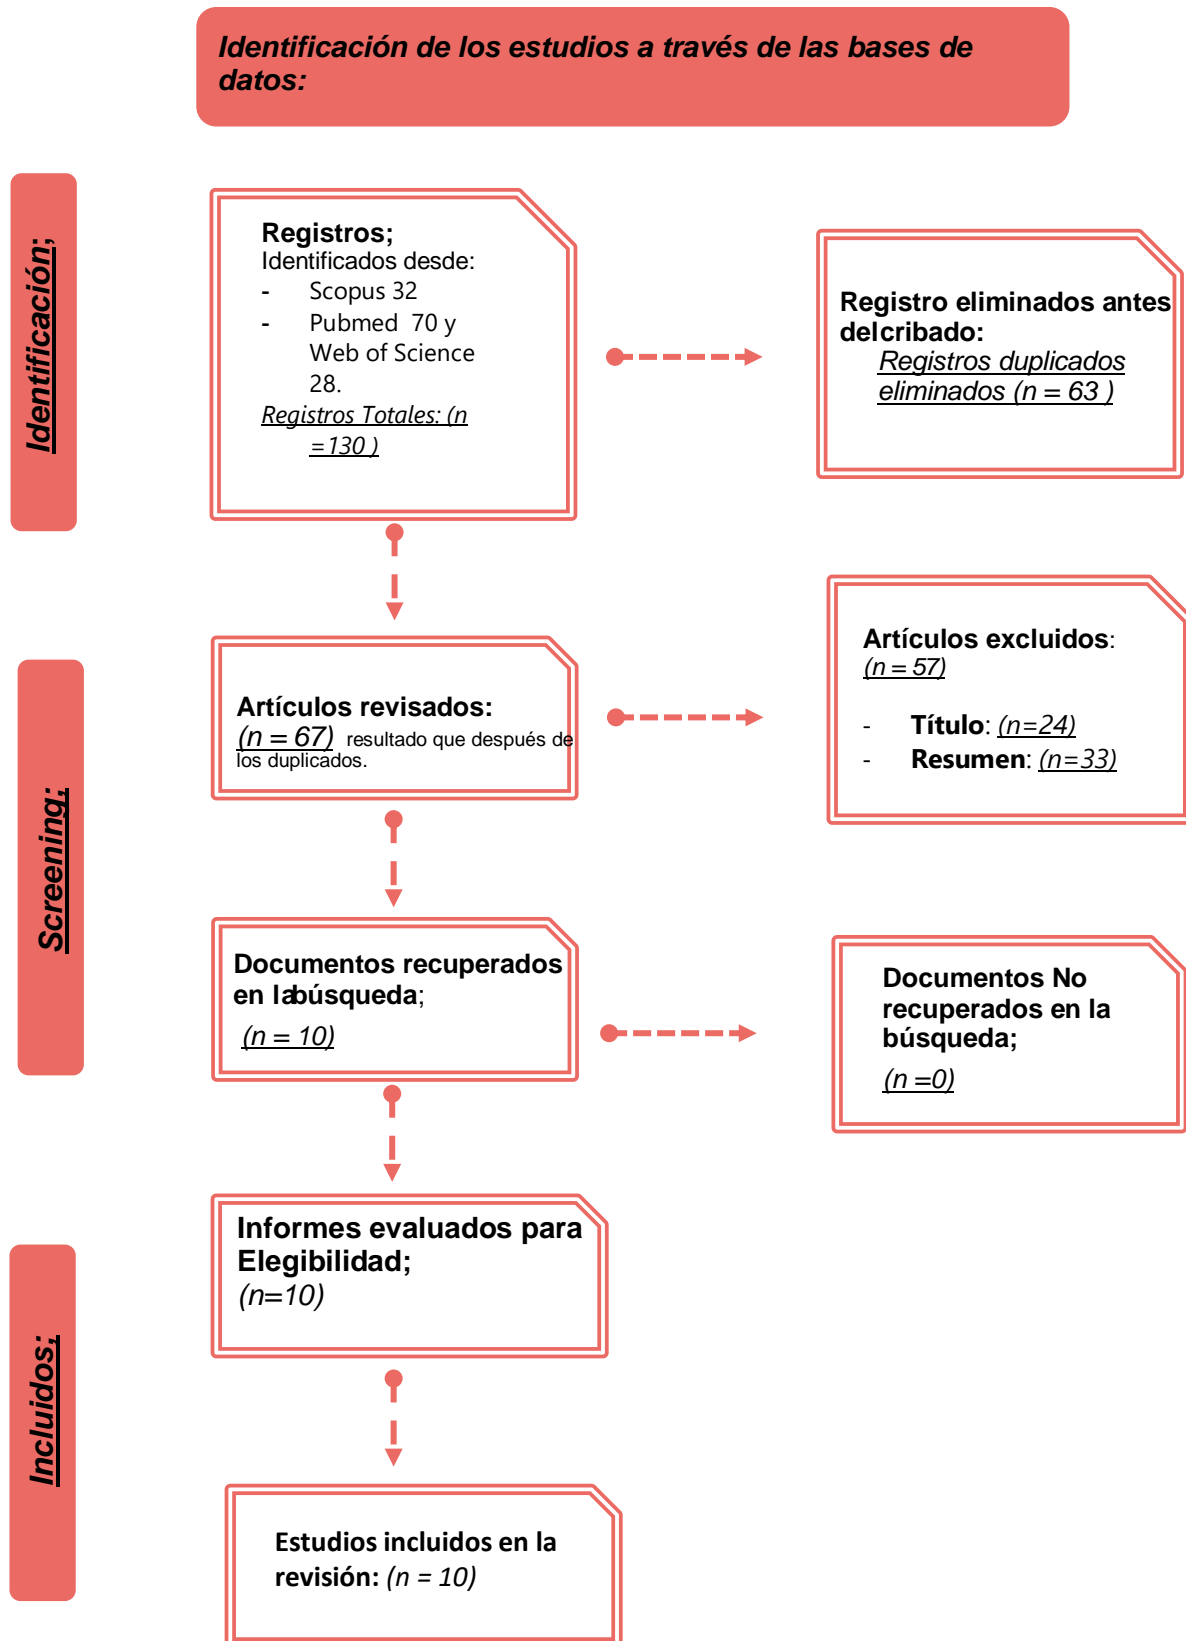 Identificación de los estudios a través de las bases de
datos:
Identificación;
Registros;
Identificados desde:
- Scopus 32
- Pubmed 70 y
Web of Science
28.
Registros Totales: (n
=130 )
Registro eliminados antes
delcribado:
Registros duplicados
eliminados (n = 63 )
Screening;
Artículos revisados:
(n = 67) resultado que después de
los duplicados.
Artículos excluidos:
(n = 57)
- Título: (n=24)
- Resumen: (n=33)
Documentos recuperados
en labúsqueda;
(n = 10)
Documentos No
recuperados en la
búsqueda;
(n =0)
Incluidos;
Informes evaluados para
Elegibilidad;
(n=10)
Estudios incluidos en la
revisión: (n = 10)